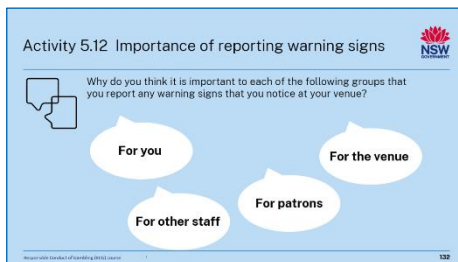 Activity 5.12 Importance of reporting warning signs
NSW
GOVERNMENT
Why do you think it is important to each of the following groups that
you report any warning signs that you notice at your venue?
For you
For the venue
For patrons
For other staff
Responsible Conduct of Gambling (RCG) course
132